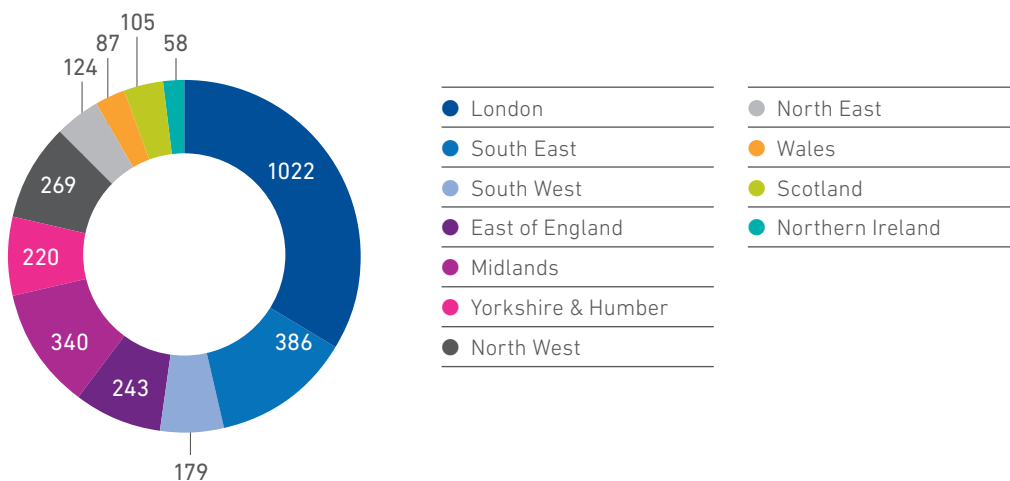 105
87
58
124
1022
269
220
386
340
243
179
London
South East
South West
East of England
Midlands
Yorkshire & Humber
North West
North East
Wales
Scotland
Northern Ireland